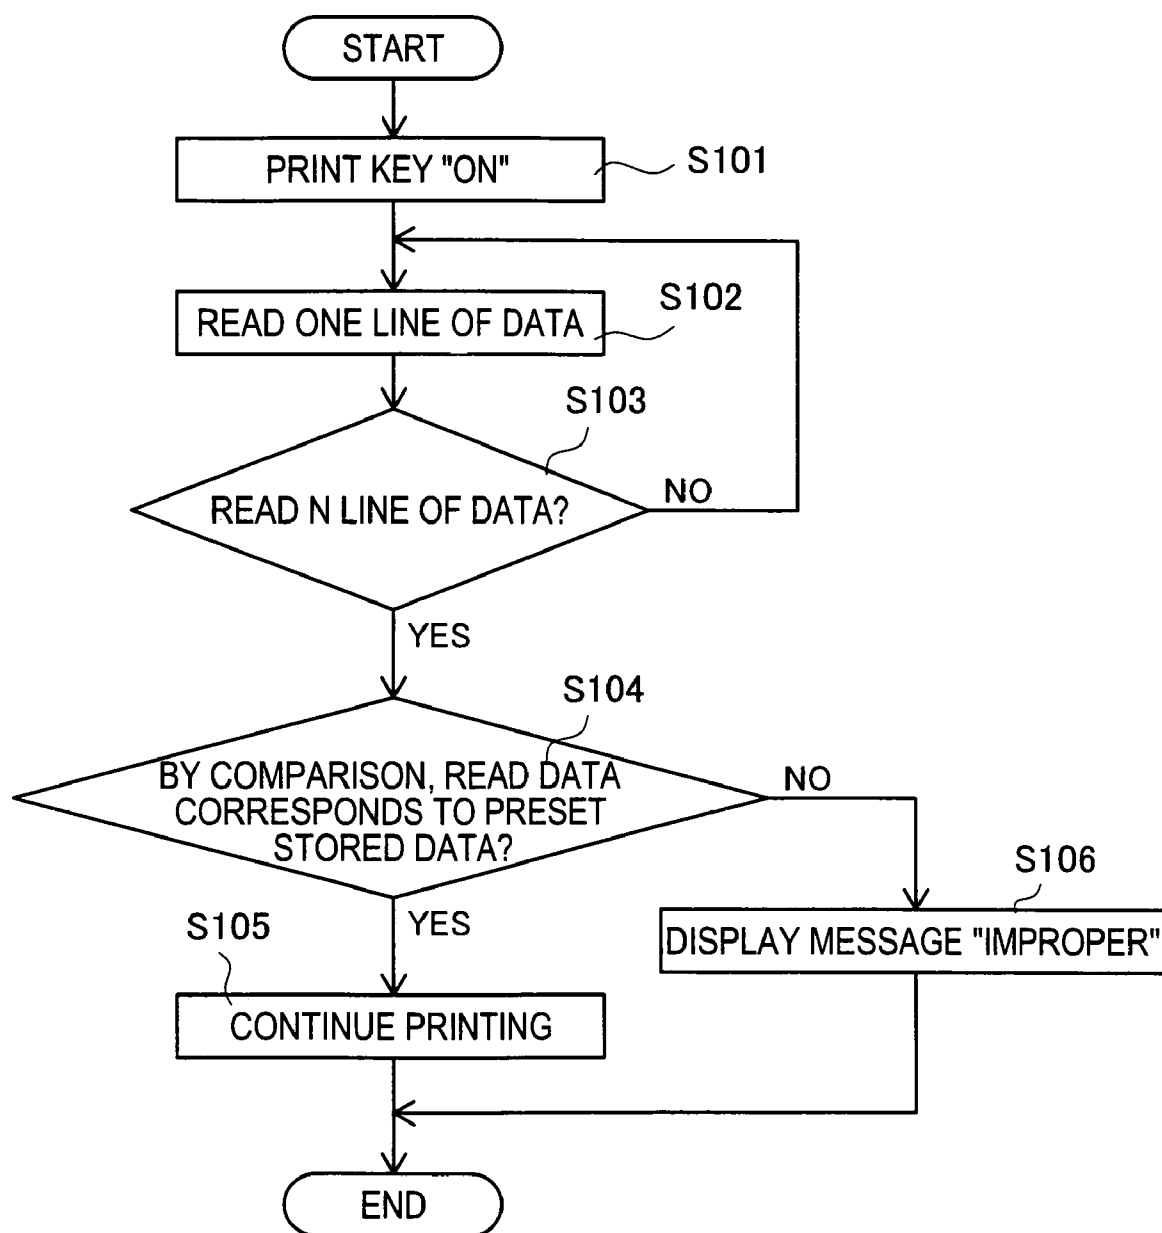 START
PRINT KEY "ON"
S101
READ ONE LINE OF DATA
S102
S103
READ N LINE OF DATA?
NO
YES
S104
BY COMPARISON, READ DATA
CORRESPONDS TO PRESET
STORED DATA?
NO
YES
S106
DISPLAY MESSAGE "IMPROPER"
S105
CONTINUE PRINTING
END